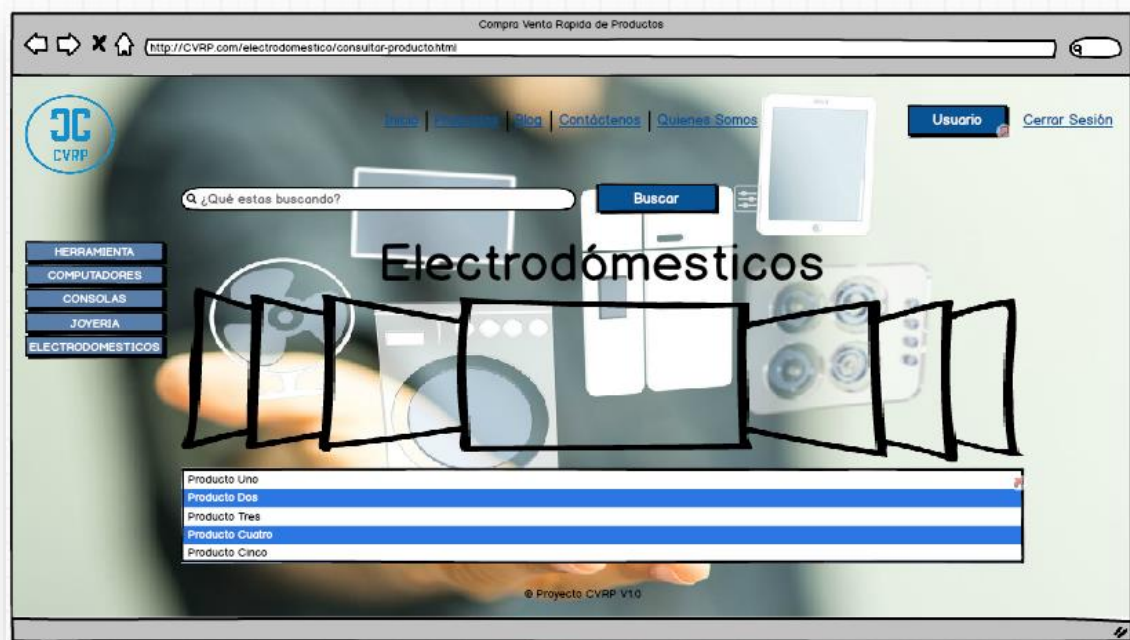 Compra Venta Rapida de Productos
http://CVRP.com/electrodomestico/consultar-producto.html
CVRP
Inicio | Productos | Blog | Contáctenos | Quienes Somos
Usuario
Cerrar Sesión
¿Qué estas buscando?
Buscar
HERRAMIENTA
COMPUTADORES
CONSOLAS
JOYERIA
ELECTRODOMESTICOS
Electrodómesticos
Producto Uno
Producto Dos
Producto Tres
Producto Cuatro
Producto Cinco
© Proyecto CVRP V1.0